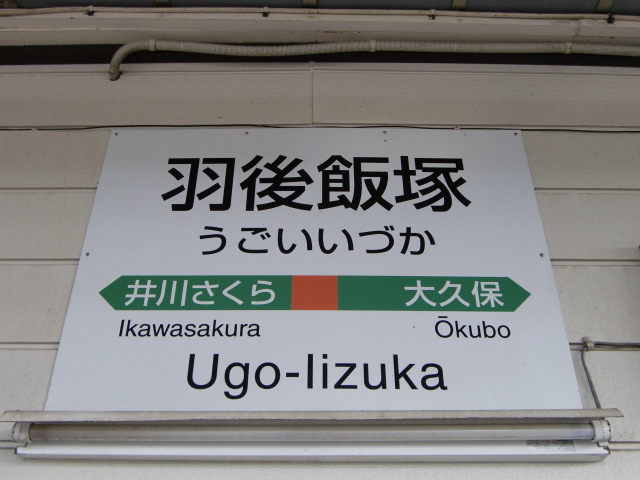 羽後飯塚
うごいいづか
井川さくら 大久保
Ikawasakura Ōkubo
Ugo-Iizuka